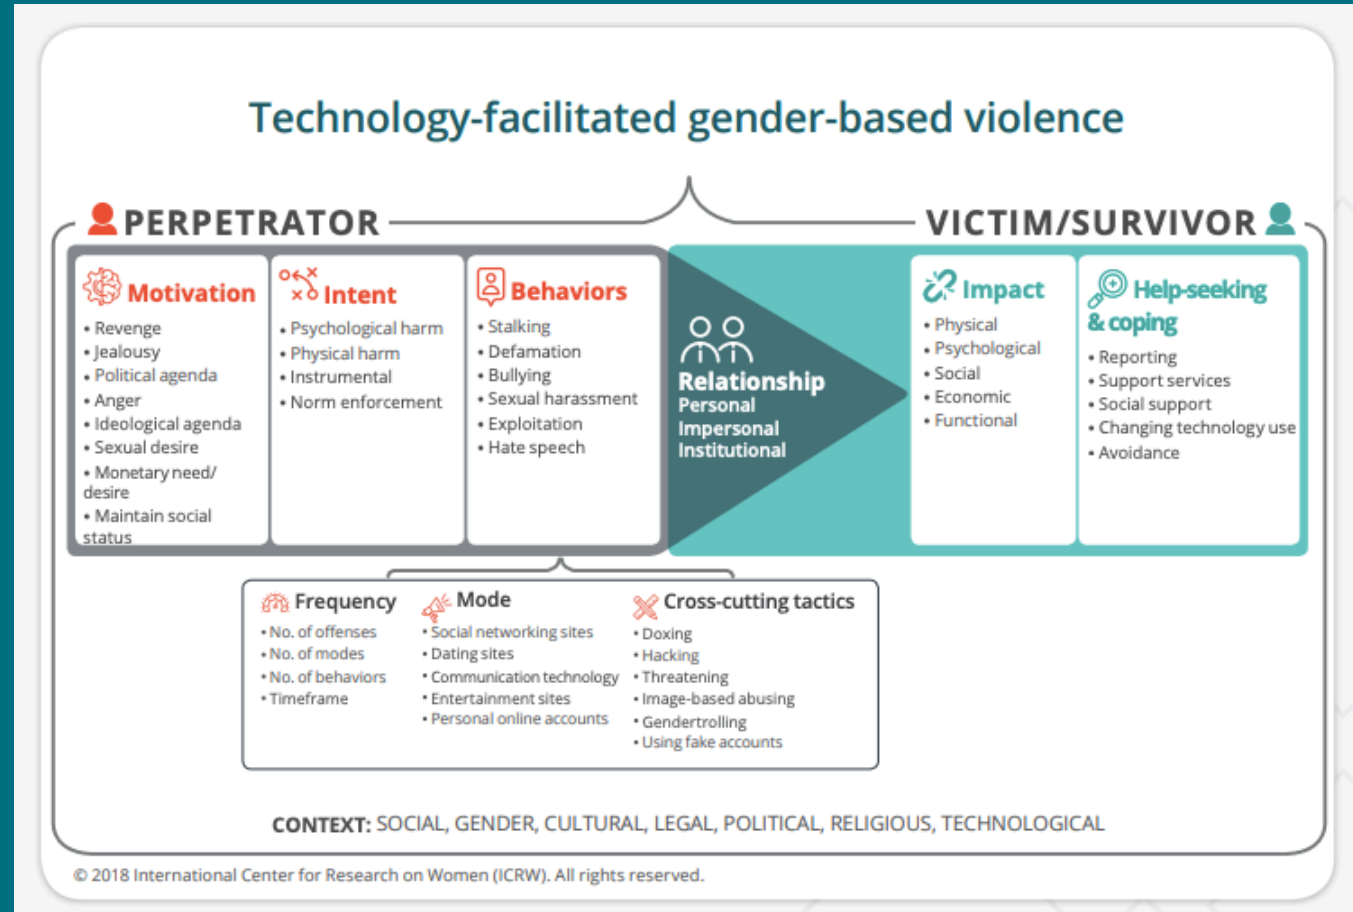 Technology-facilitated gender-based violence
PERPETRATOR
VICTIM/SURVIVOR
Motivation
• Revenge
• Jealousy
• Political agenda
• Anger
• Ideological agenda
• Sexual desire
• Monetary need/
desire
• Maintain social
status
Intent
• Psychological harm
• Physical harm
• Instrumental
• Norm enforcement
Behaviors
• Stalking
• Defamation
• Bullying
• Sexual harassment
• Exploitation
• Hate speech
Relationship
Personal
Impersonal
Institutional
Impact
• Physical
• Psychological
• Social
• Economic
• Functional
Help-seeking
& coping
• Reporting
• Support services
• Social support
• Changing technology use
• Avoidance
Frequency
• No. of offenses
• No. of modes
• No. of behaviors
• Timeframe
Mode
• Social networking sites
• Dating sites
• Communication technology
• Entertainment sites
• Personal online accounts
Cross-cutting tactics
• Doxing
• Hacking
• Threatening
• Image-based abusing
• Gendertrolling
• Using fake accounts
CONTEXT: SOCIAL, GENDER, CULTURAL, LEGAL, POLITICAL, RELIGIOUS, TECHNOLOGICAL
© 2018 International Center for Research on Women (ICRW). All rights reserved.